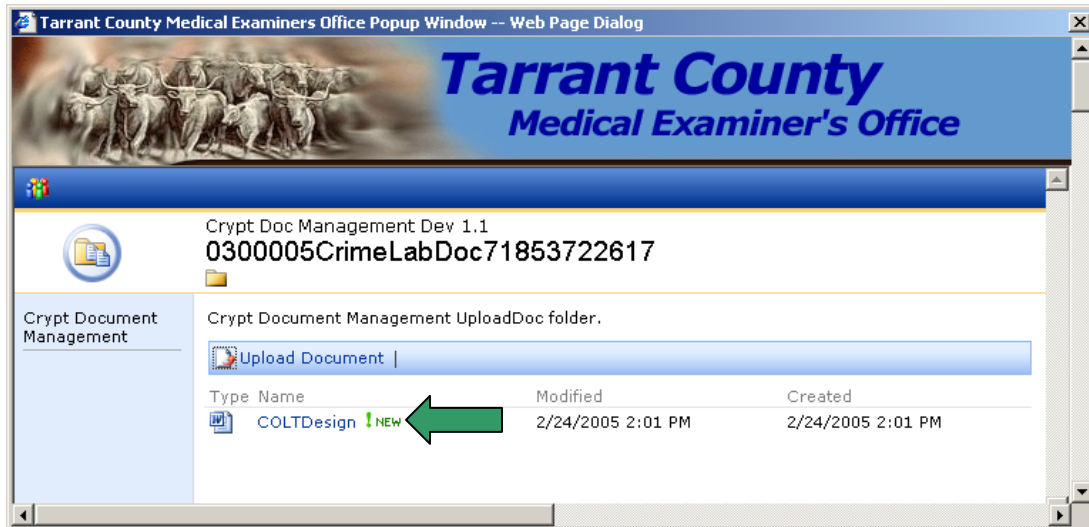 Tarrant County Medical Examiners Office Popup Window -- Web Page Dialog
Tarrant County
Medical Examiner's Office
Crypt Doc Management Dev 1.1
0300005CrimeLabDoc71853722617
Crypt Document
Management
Crypt Document Management UploadDoc folder.
Upload Document |
Type Name Modified Created
COLTDesign ! NEW 2/24/2005 2:01 PM 2/24/2005 2:01 PM